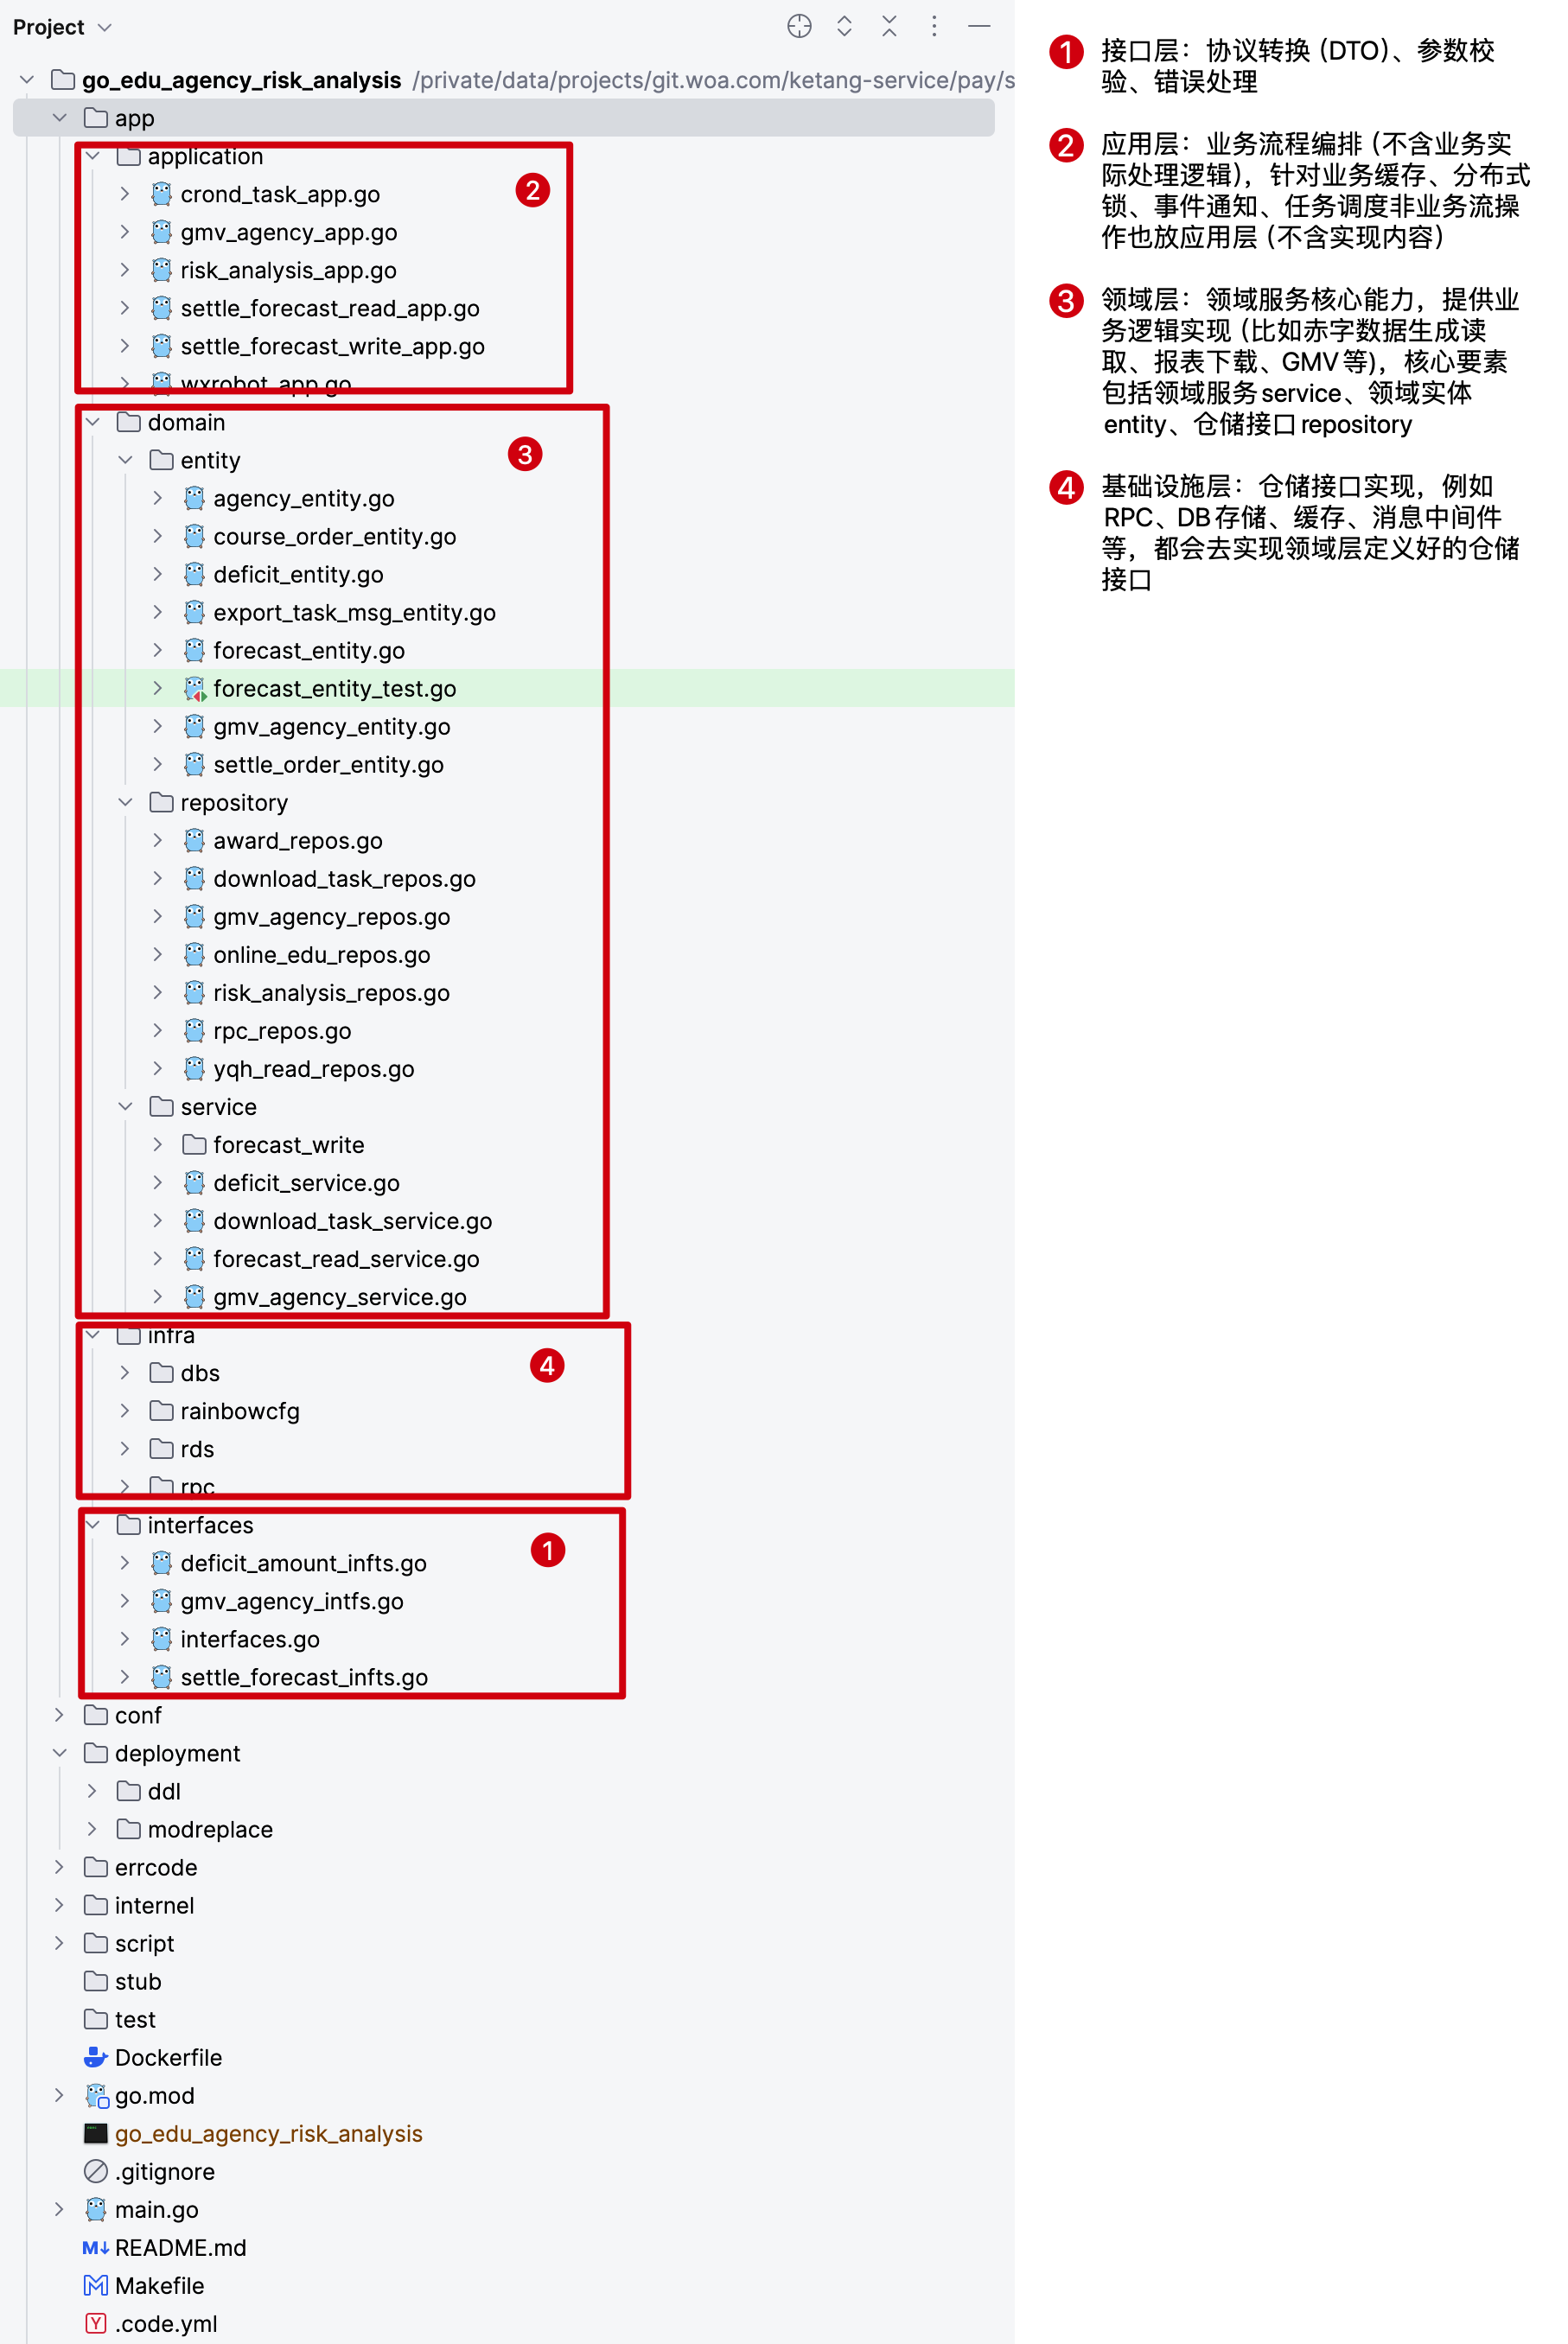 Project
go_edu_agency_risk_analysis /private/data/projects/git.woa.com/ketang-service/pay/s
app
application
2
crond_task_app.go
gmv_agency_app.go
risk_analysis_app.go
settle_forecast_read_app.go
settle_forecast_write_app.go
wxrobot_app.go
domain
3
entity
agency_entity.go
course_order_entity.go
deficit_entity.go
export_task_msg_entity.go
forecast_entity.go
forecast_entity_test.go
gmv_agency_entity.go
settle_order_entity.go
repository
award_repos.go
download_task_repos.go
gmv_agency_repos.go
online_edu_repos.go
risk_analysis_repos.go
rpc_repos.go
yqh_read_repos.go
service
forecast_write
deficit_service.go
download_task_service.go
forecast_read_service.go
gmv_agency_service.go
infra
4
dbs
rainbowcfg
rds
rpc
interfaces
1
deficit_amount_infts.go
gmv_agency_intfs.go
interfaces.go
settle_forecast_infts.go
conf
deployment
ddl
modreplace
errcode
internel
script
stub
test
Dockerfile
go.mod
go_edu_agency_risk_analysis
.gitignore
main.go
README.md
Makefile
.code.yml
1 接口层：协议转换（DTO）、参数校
验、错误处理
2 应用层：业务流程编排（不含业务实
际处理逻辑），针对业务缓存、分布式
锁、事件通知、任务调度非业务流操
作也放应用层（不含实现内容）
3 领域层：领域服务核心能力，提供业
务逻辑实现（比如赤字数据生成读
取、报表下载、GMV等），核心要素
包括领域服务service、领域实体
entity、仓储接口repository
4 基础设施层：仓储接口实现，例如
RPC、DB存储、缓存、消息中间件
等，都会去实现领域层定义好的仓储
接口